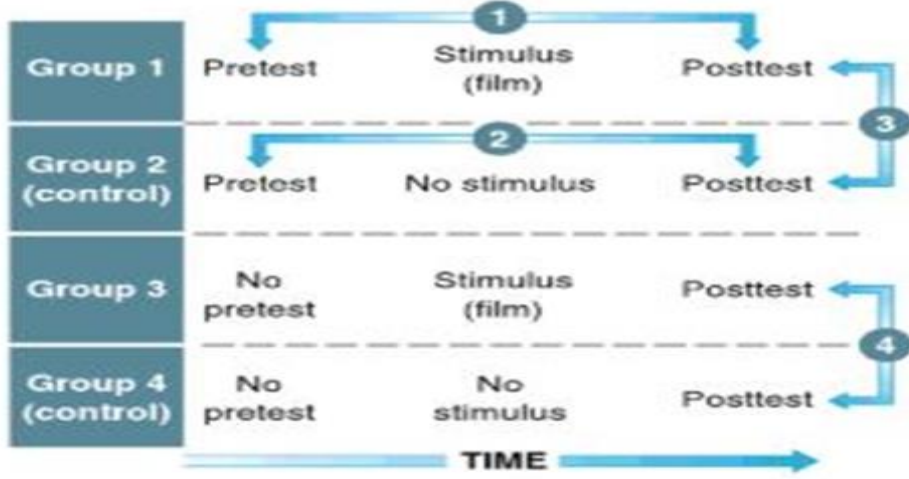 1
Group 1
Pretest
Stimulus
(film)
Posttest
3
2
Group 2
(control)
Pretest
No stimulus
Posttest
Group 3
No
pretest
Stimulus
(film)
Posttest
4
Group 4
(control)
No
pretest
No
stimulus
Posttest
TIME